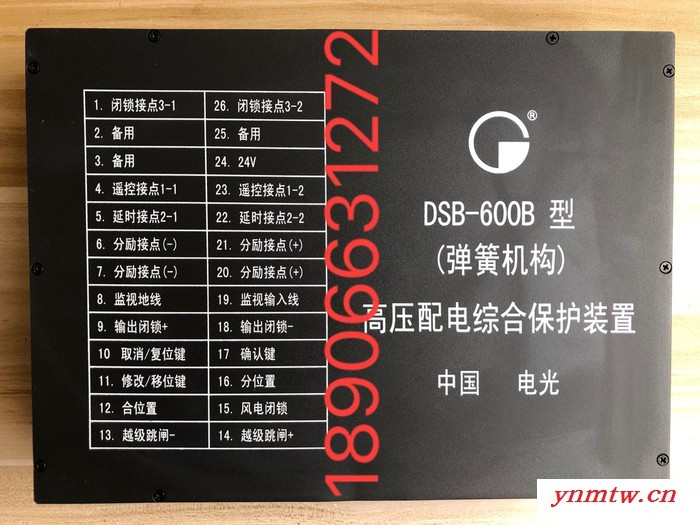 1. 闭锁接点3-1 26. 闭锁接点3-2
2. 备用 25. 备用
3. 备用 24. 24V
4. 遥控接点1-1 23. 遥控接点1-2
5. 延时接点2-1 22. 延时接点2-2
6. 分励接点(-) 21. 分励接点(+)
7. 分励接点(-) 20. 分励接点(+)
8. 监视地线 19. 监视输入线
9. 输出闭锁+ 18. 输出闭锁-
10 取消/复位键 17 确认键
11. 修改/移位键 16. 分位置
12. 合位置 15. 风电闭锁
13. 越级跳闸- 14. 越级跳闸+
®
DSB-600B 型
(弹簧机构)
高压配电综合保护装置
中国 电光
18906631272
ynmtw.cn